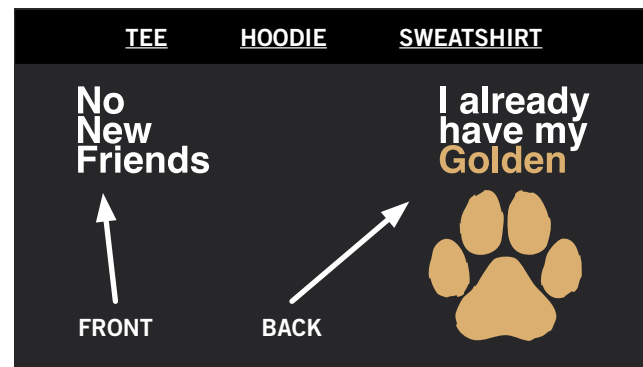 TEE HOODIE SWEATSHIRT
No
New
Friends
I already
have my
Golden
FRONT
BACK